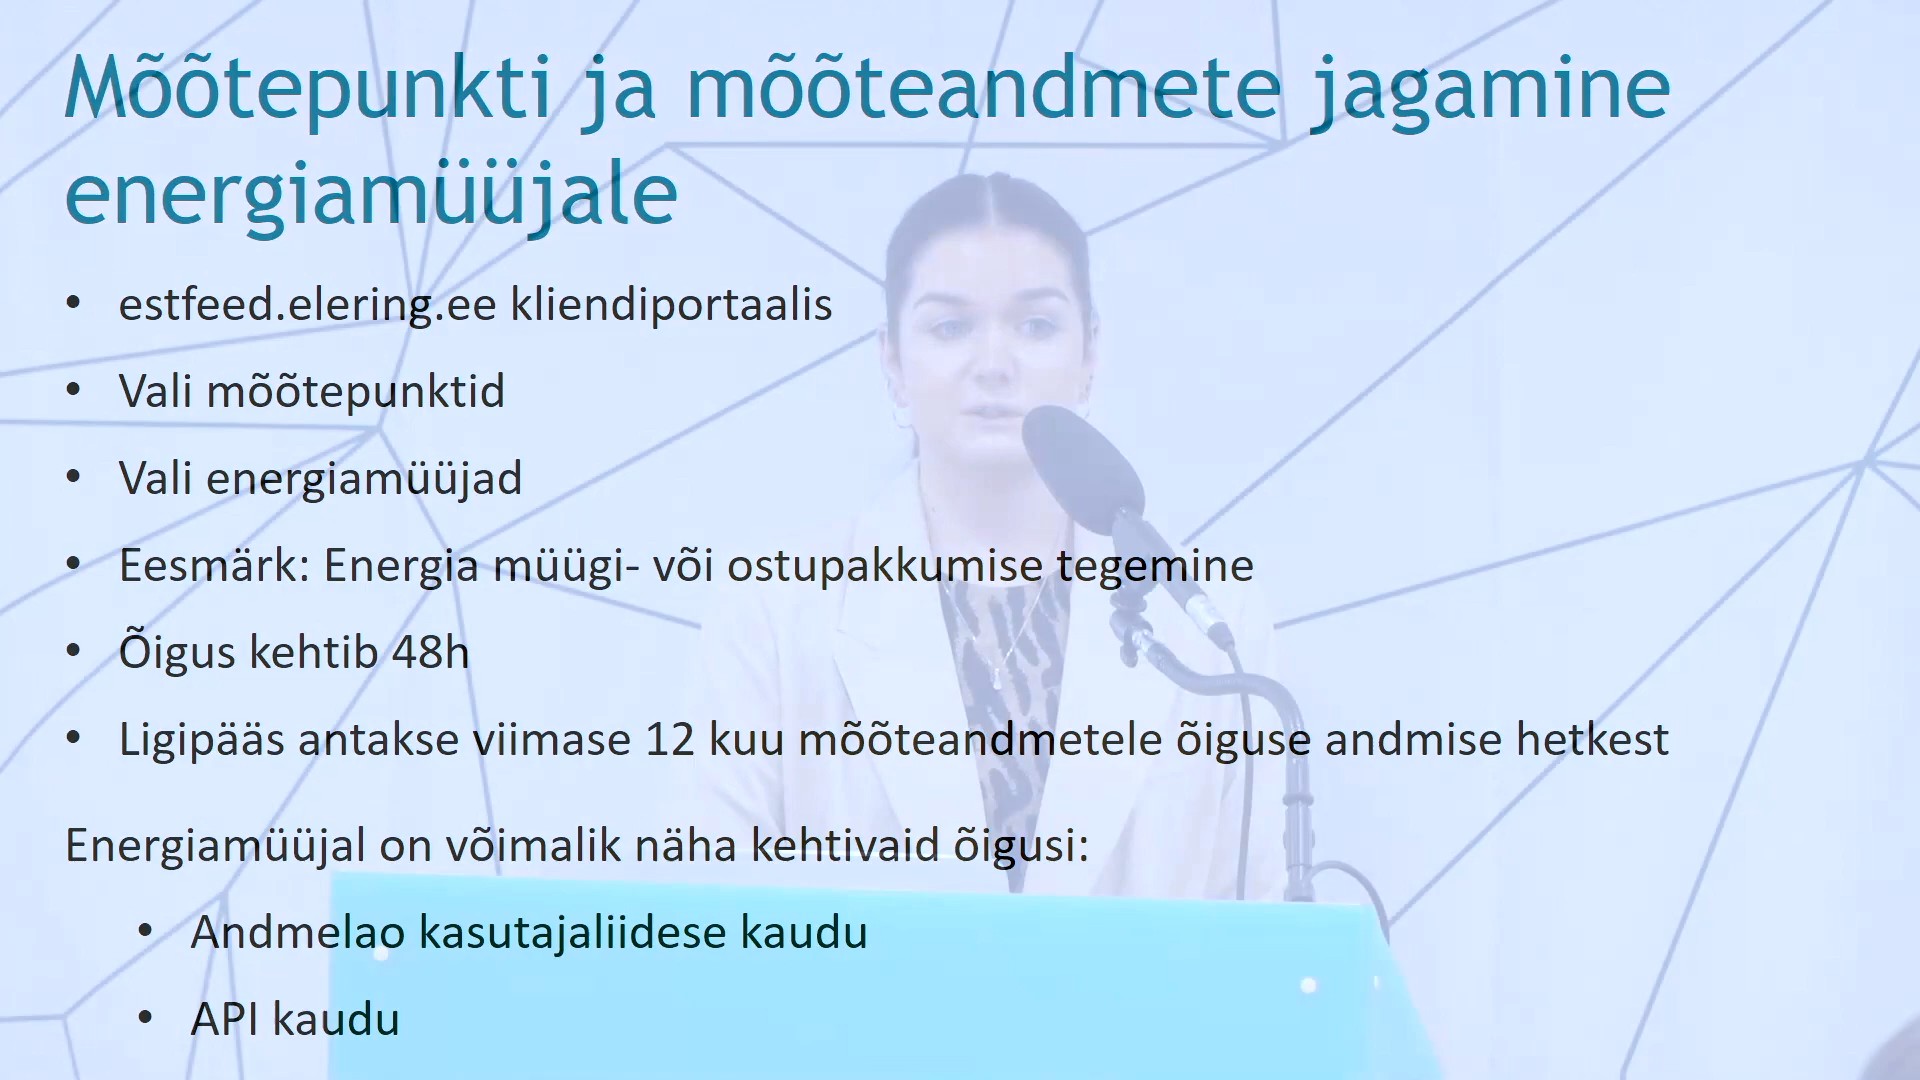 Mõõtepunkti ja mõõteandmete jagamine
energiamüüjale
• estfeed.elering.ee kliendiportaalis
• Vali mõõtepunktid
• Vali energiamüüjad
• Eesmärk: Energia müügi- või ostupakkumise tegemine
• Õigus kehtib 48h
• Ligipääs antakse viimase 12 kuu mõõteandmetele õiguse andmise hetkest
Energiamüüjal on võimalik näha kehtivaid õigusi:
• Andmelao kasutajaliidese kaudu
• API kaudu